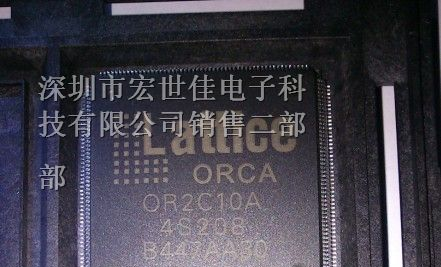 深圳市宏世佳电子科
技有限公司销售二部
部
Lattice
ORCA
OR2C10A
4S208
B447AA30